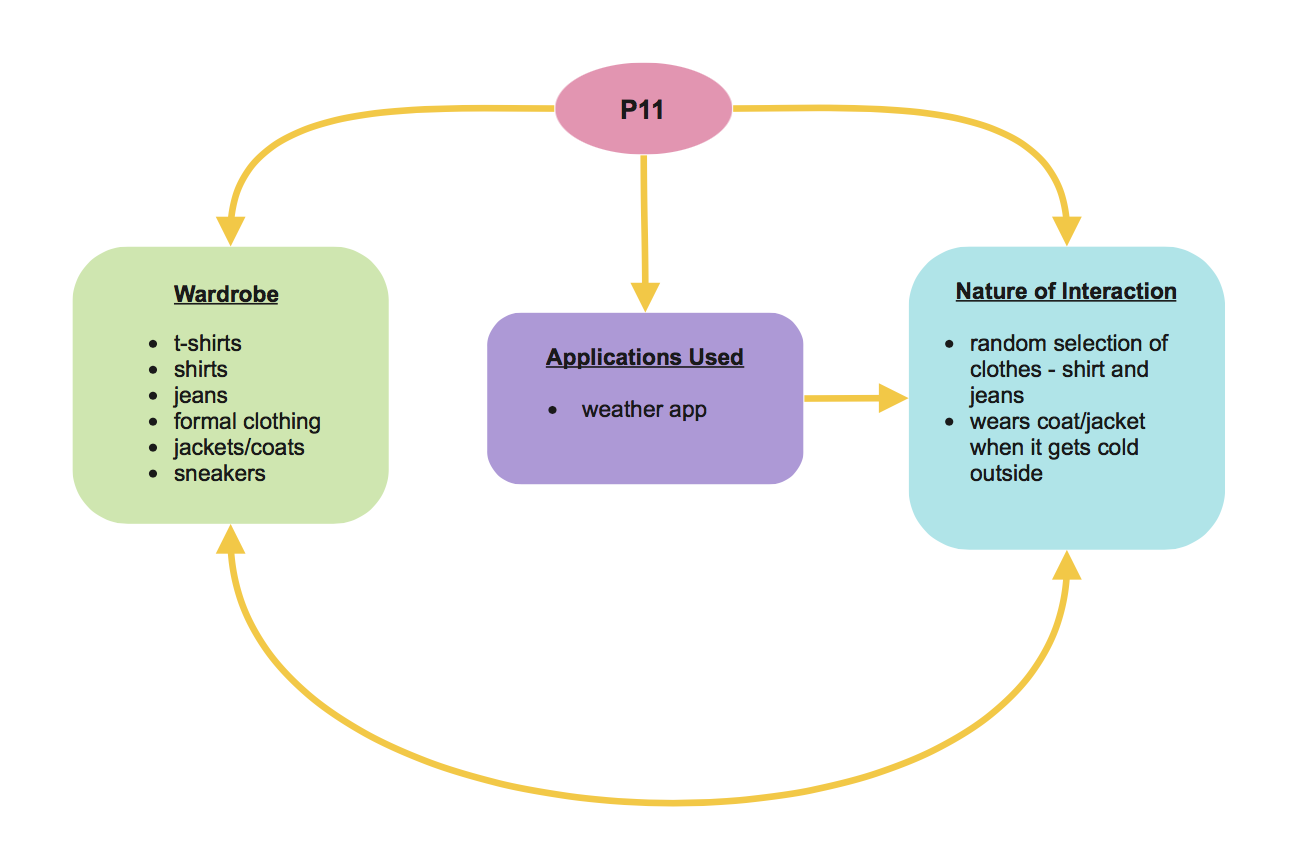 P11
Wardrobe
• t-shirts
• shirts
• jeans
• formal clothing
• jackets/coats
• sneakers
Applications Used
• weather app
Nature of Interaction
• random selection of
clothes - shirt and
jeans
• wears coat/jacket
when it gets cold
outside